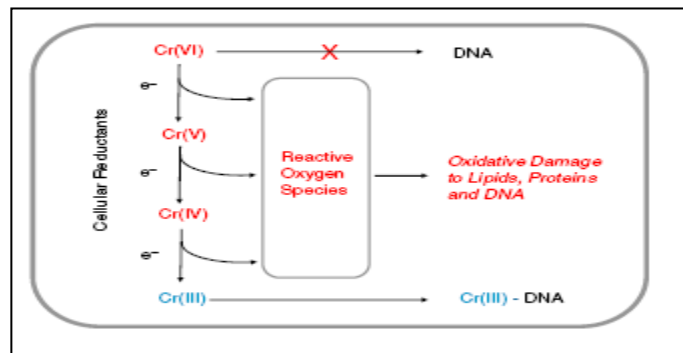 Cr(VI)
X
DNA
e–
Cr(V)
Cellular Reductants
e–
Reactive
Oxygen
Species
Oxidative Damage
to Lipids, Proteins
and DNA
Cr(IV)
e–
Cr(III)
Cr(III) - DNA